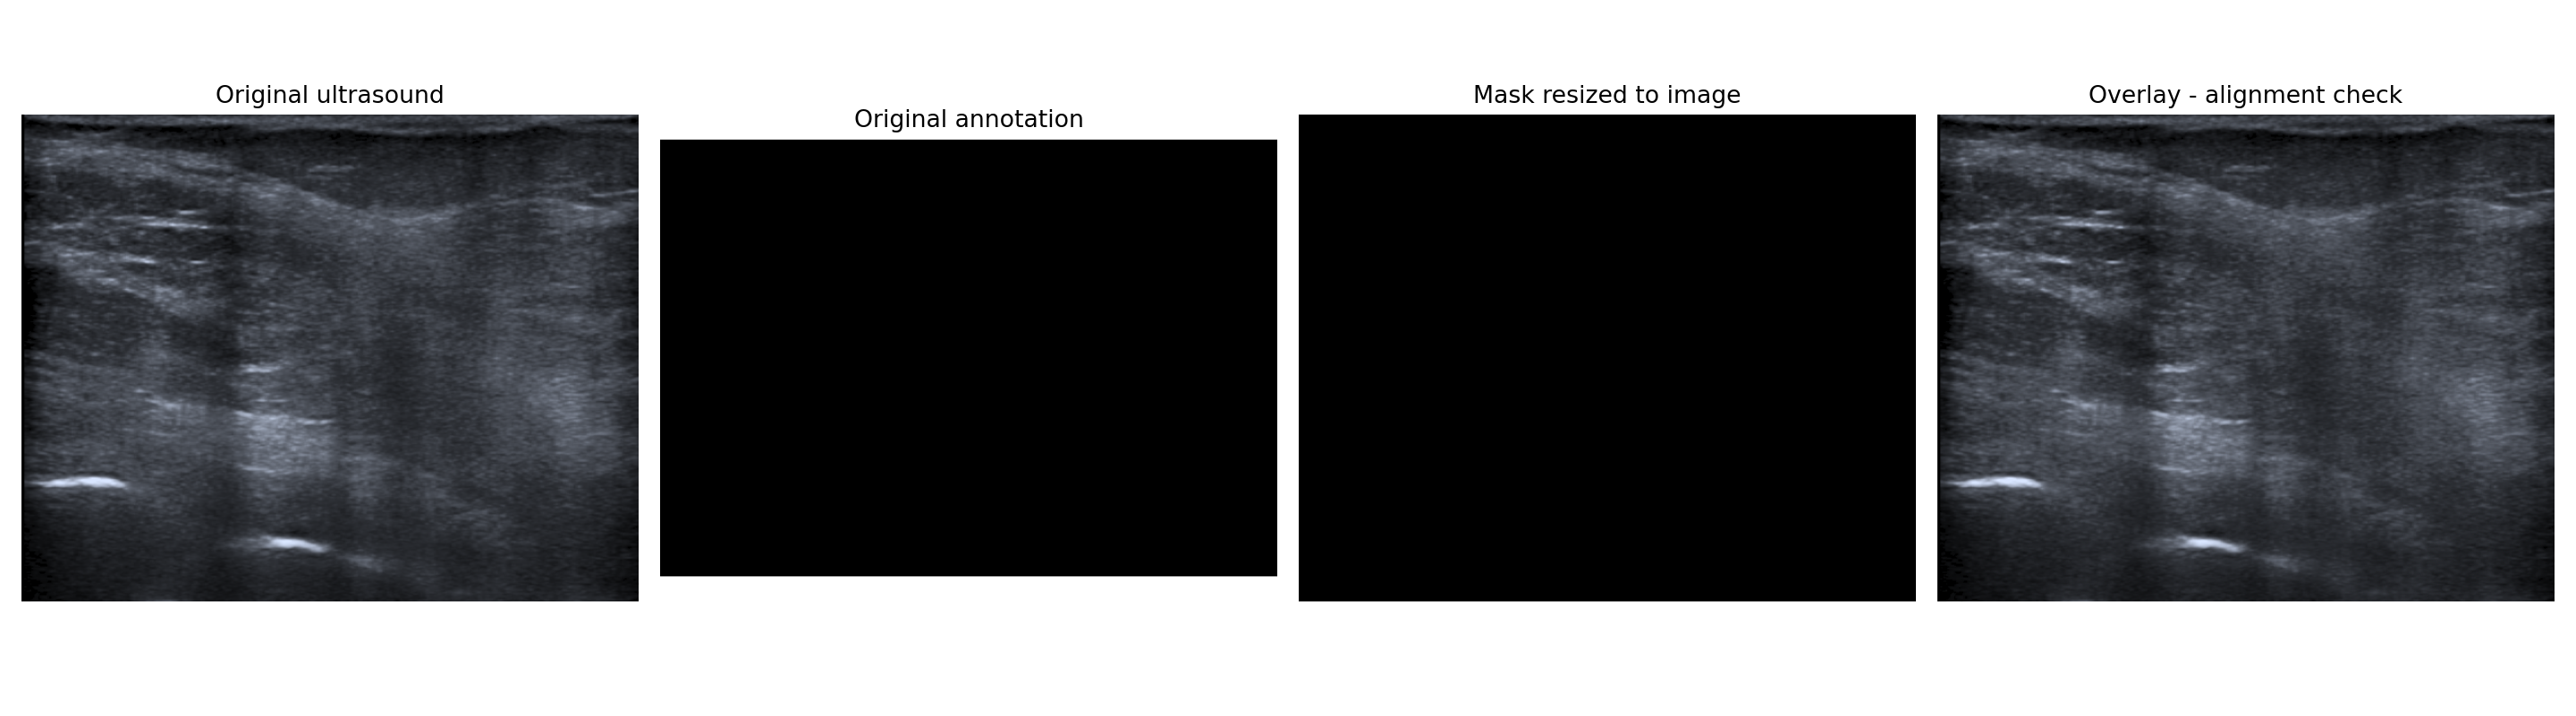 Original ultrasound
Original annotation
Mask resized to image
Overlay - alignment check